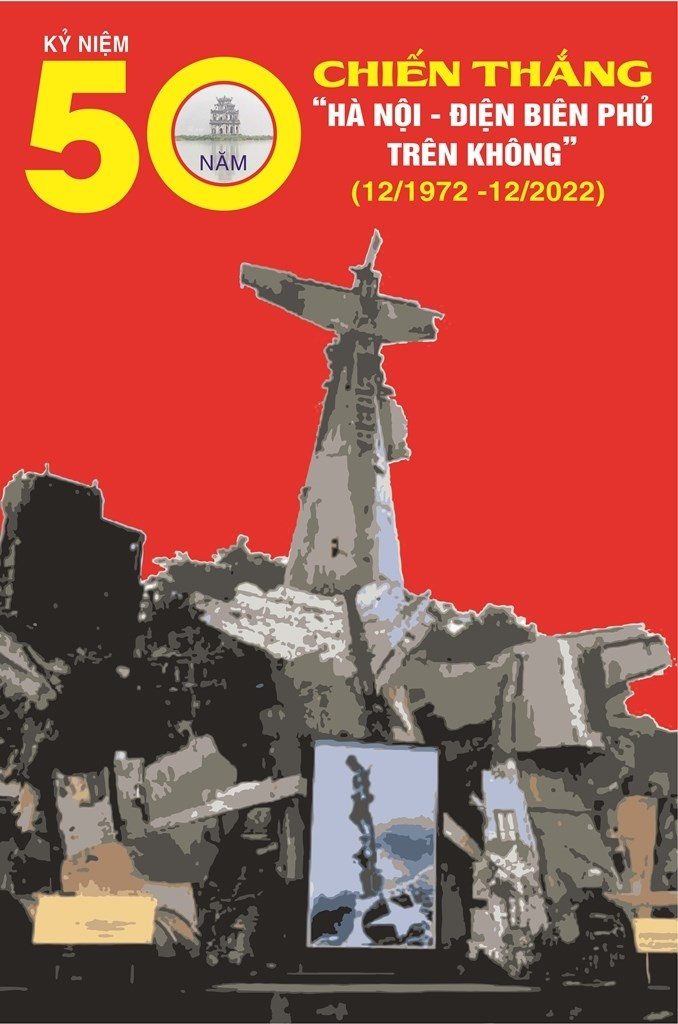 KỶ NIỆM
50
NĂM
CHIẾN THẮNG
“HÀ NỘI - ĐIỆN BIÊN PHỦ
TRÊN KHÔNG”
(12/1972 -12/2022)